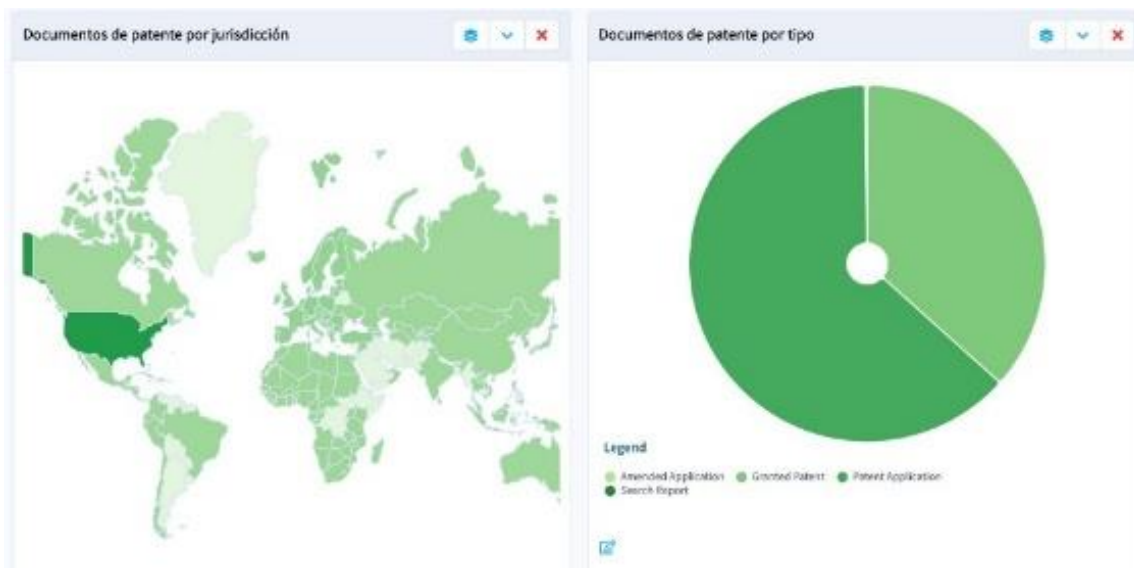 Documentos de patente por jurisdicción
Documentos de patente por tipo
Legend
Amended Application Granted Patent Patent Application
Search Report